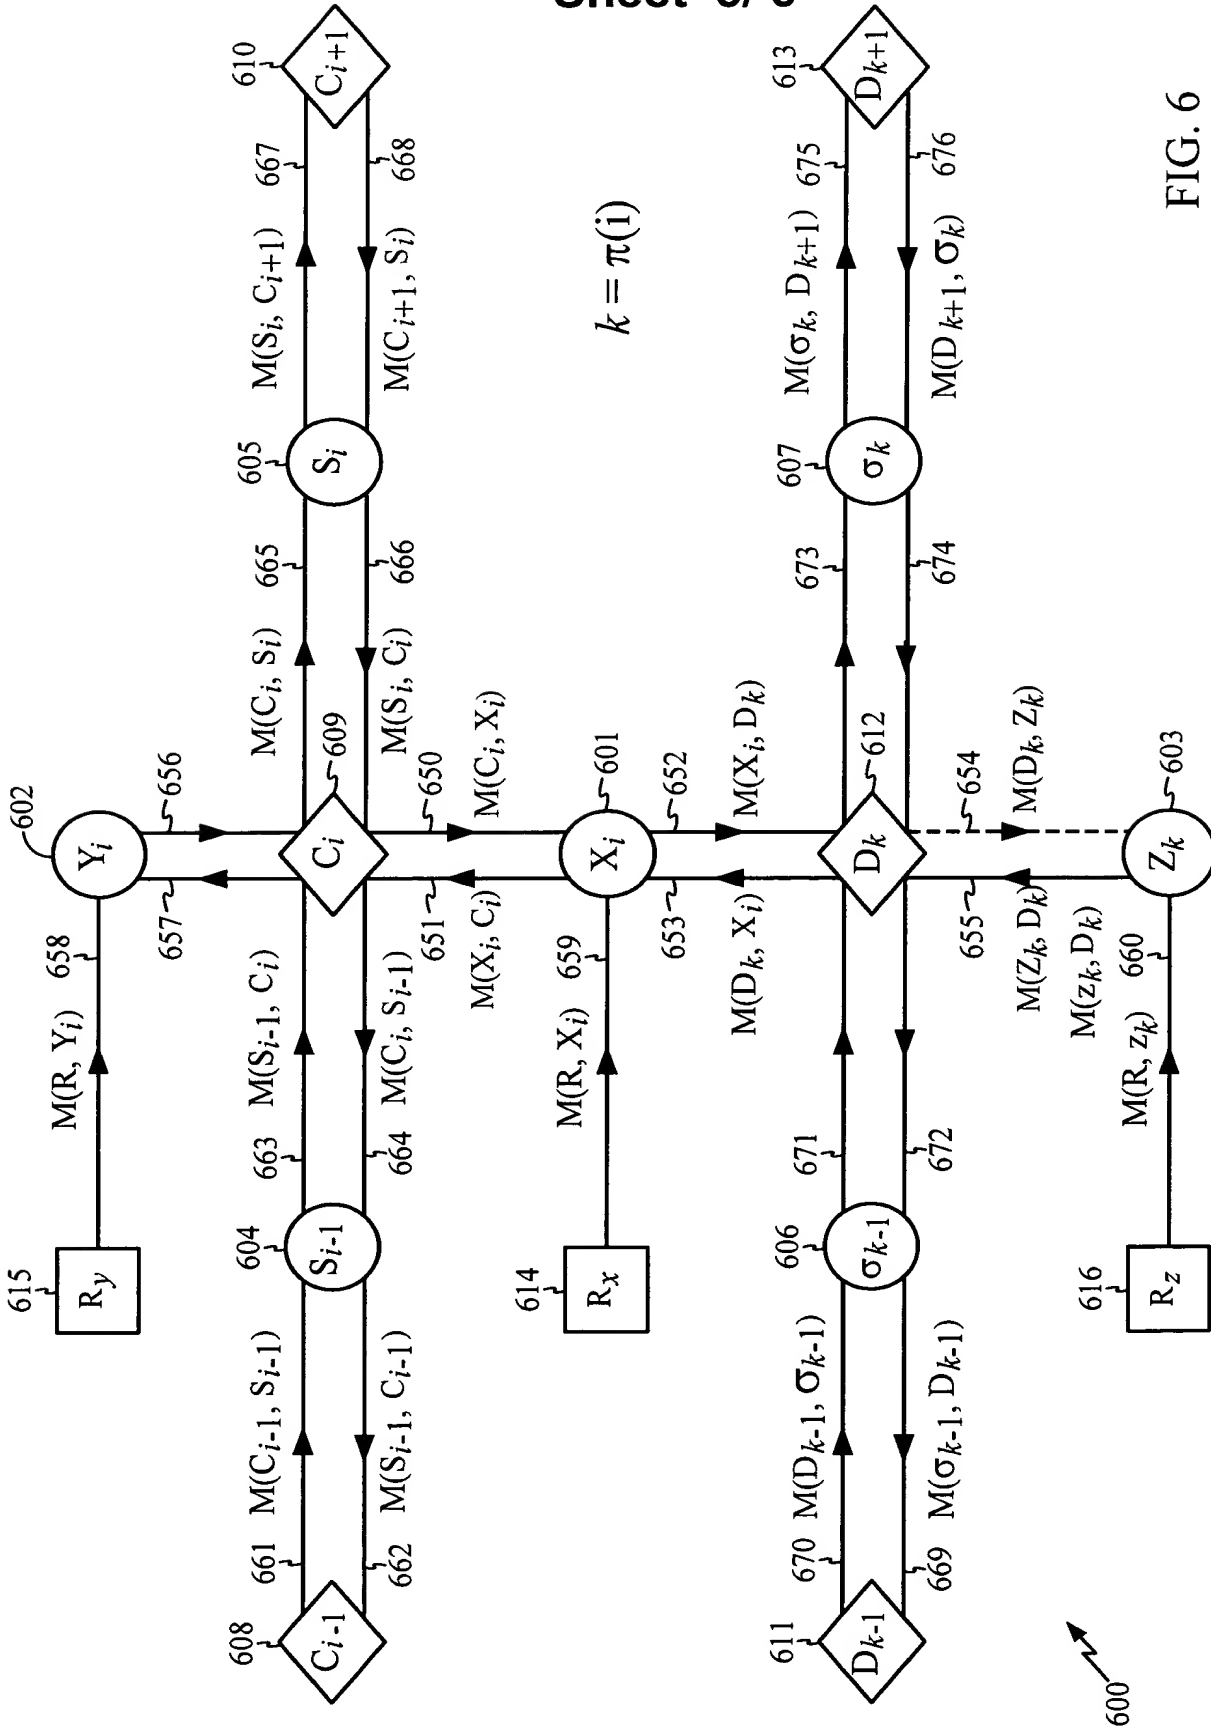 Sheet 6/6
610
C_{i+1}
667
668
M(S_i, C_{i+1})
M(C_{i+1}, S_i)
605
S_i
665
666
M(C_i, S_i)
M(S_i, C_i)
602
Y_i
656
657
658
M(R, Y_i)
615
R_y
609
C_i
650
M(C_i, X_i)
651
M(X_i, C_i)
663
M(S_{i-1}, C_i)
664
M(C_i, S_{i-1})
604
S_{i-1}
661
M(C_{i-1}, S_{i-1})
662
M(S_{i-1}, C_{i-1})
608
C_{i-1}
k = π(i)
601
X_i
652
M(X_i, D_k)
653
M(D_k, X_i)
659
M(R, X_i)
614
R_x
613
D_{k+1}
675
676
M(σ_k, D_{k+1})
M(D_{k+1}, σ_k)
607
σ_k
673
674
612
D_k
654
M(D_k, Z_k)
655
M(Z_k, D_k)
M(z_k, D_k)
671
672
606
σ_{k-1}
670
M(D_{k-1}, σ_{k-1})
669
M(σ_{k-1}, D_{k-1})
611
D_{k-1}
603
Z_k
660
M(R, z_k)
616
R_z
600
FIG. 6